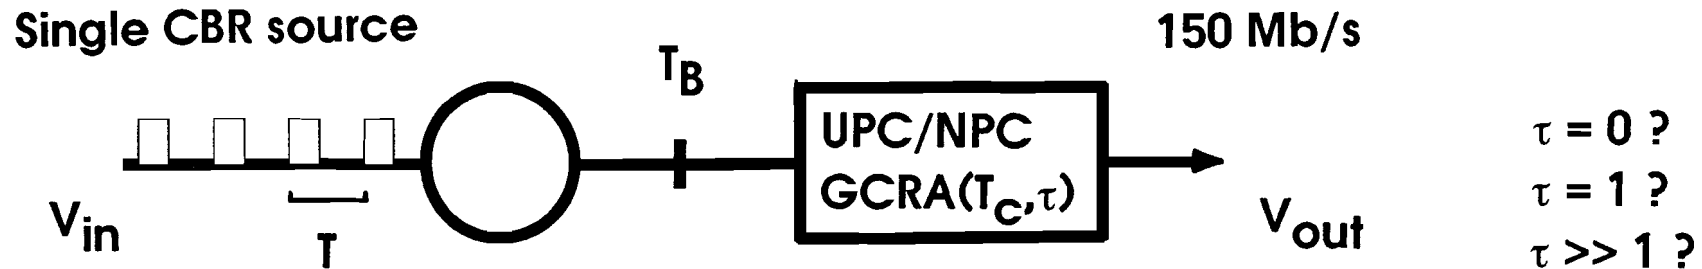 Single CBR source
150 Mb/s
T_B
UPC/NPC
GCRA(T_C,τ)
V_in
T
V_out
τ = 0 ?
τ = 1 ?
τ >> 1 ?